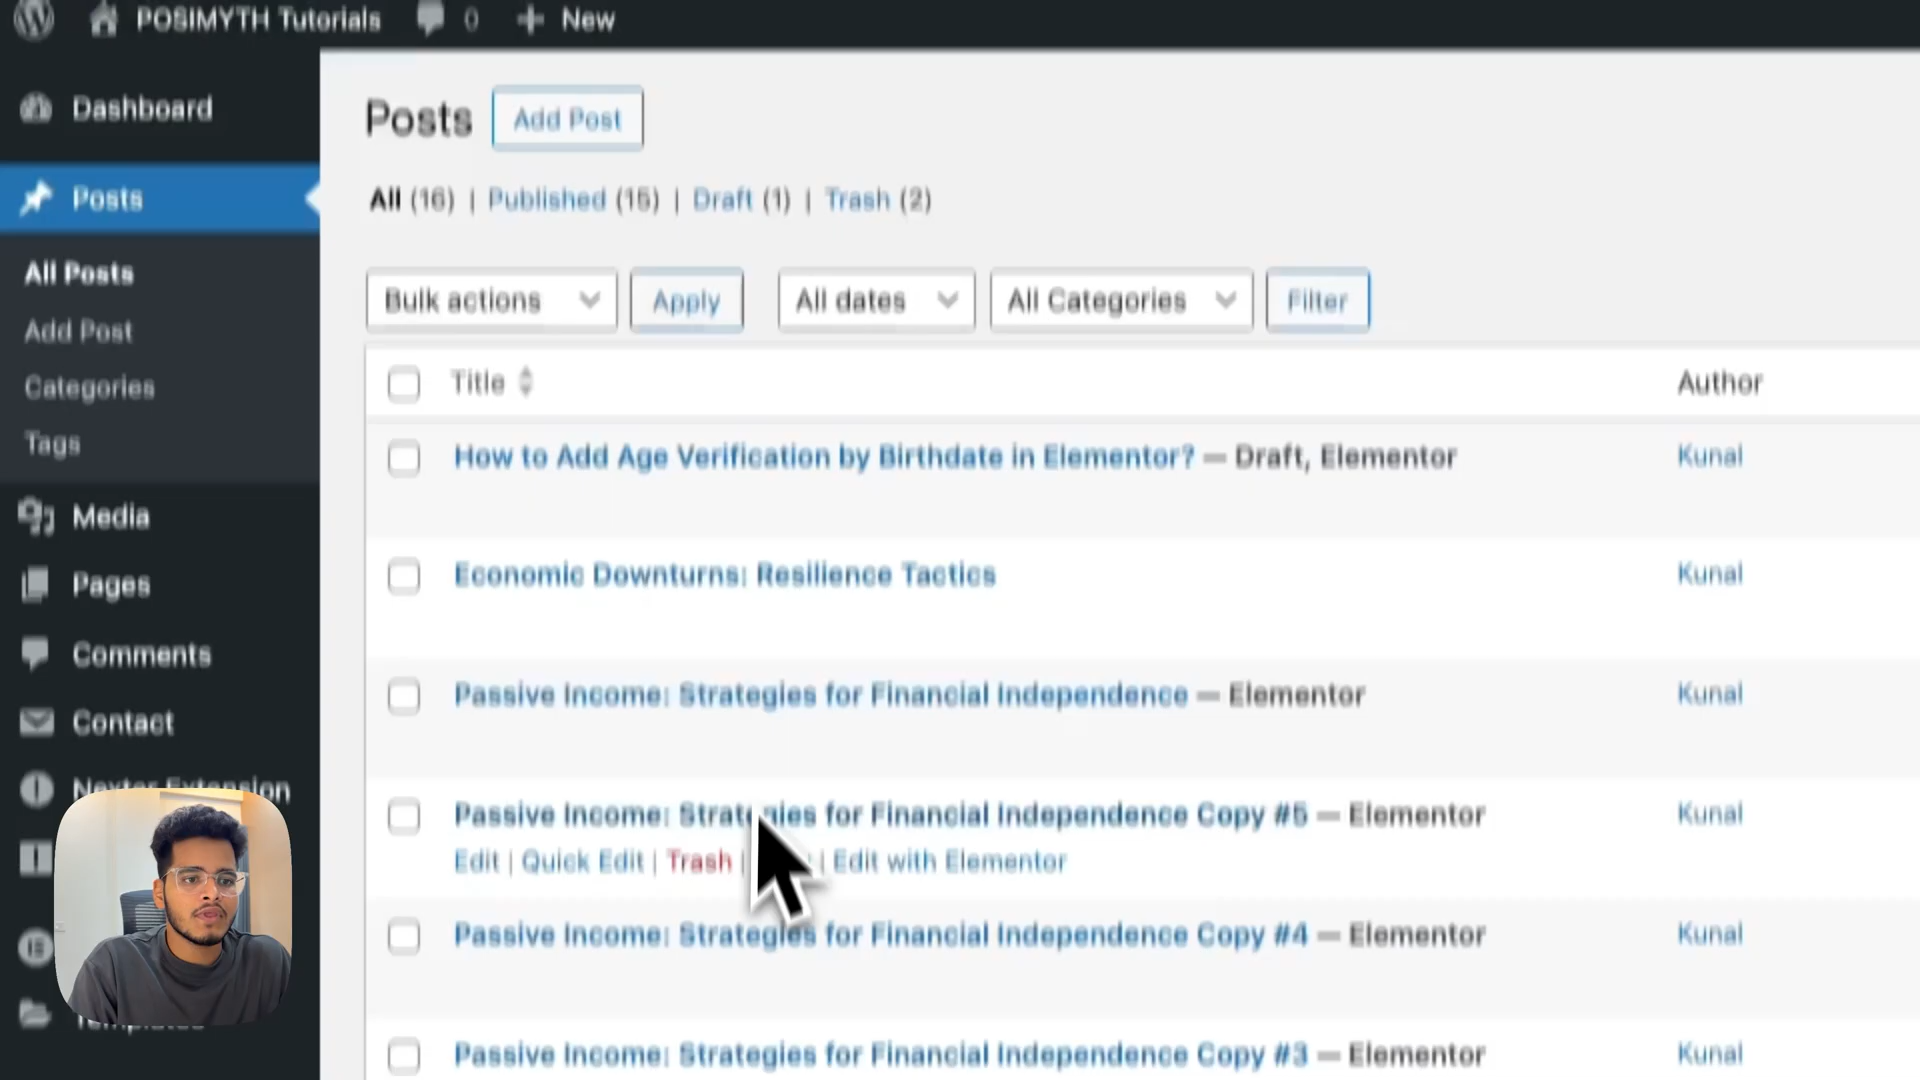 POSIMYTH Tutorials 0 New
Dashboard
Posts
All Posts
Add Post
Categories
Tags
Media
Pages
Comments
Contact
Nexter Extension
Templates
Posts Add Post
All (16) | Published (15) | Draft (1) | Trash (2)
Bulk actions Apply All dates All Categories Filter
Title Author
How to Add Age Verification by Birthdate in Elementor? — Draft, Elementor Kunal
Economic Downturns: Resilience Tactics Kunal
Passive Income: Strategies for Financial Independence — Elementor Kunal
Passive Income: Strategies for Financial Independence Copy #5 — Elementor Kunal
Edit | Quick Edit | Trash | | Edit with Elementor
Passive Income: Strategies for Financial Independence Copy #4 — Elementor Kunal
Passive Income: Strategies for Financial Independence Copy #3 — Elementor Kunal